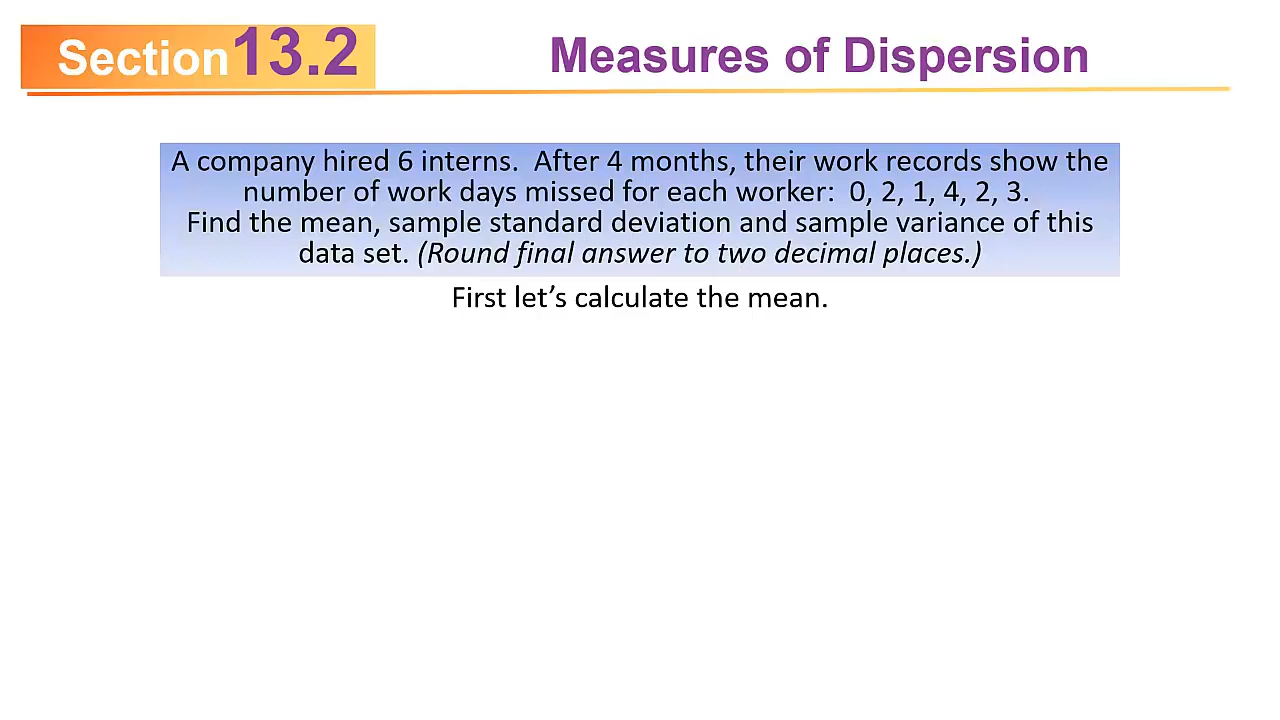 Section 13.2
Measures of Dispersion
A company hired 6 interns. After 4 months, their work records show the
number of work days missed for each worker: 0, 2, 1, 4, 2, 3.
Find the mean, sample standard deviation and sample variance of this
data set. (Round final answer to two decimal places.)
First let’s calculate the mean.